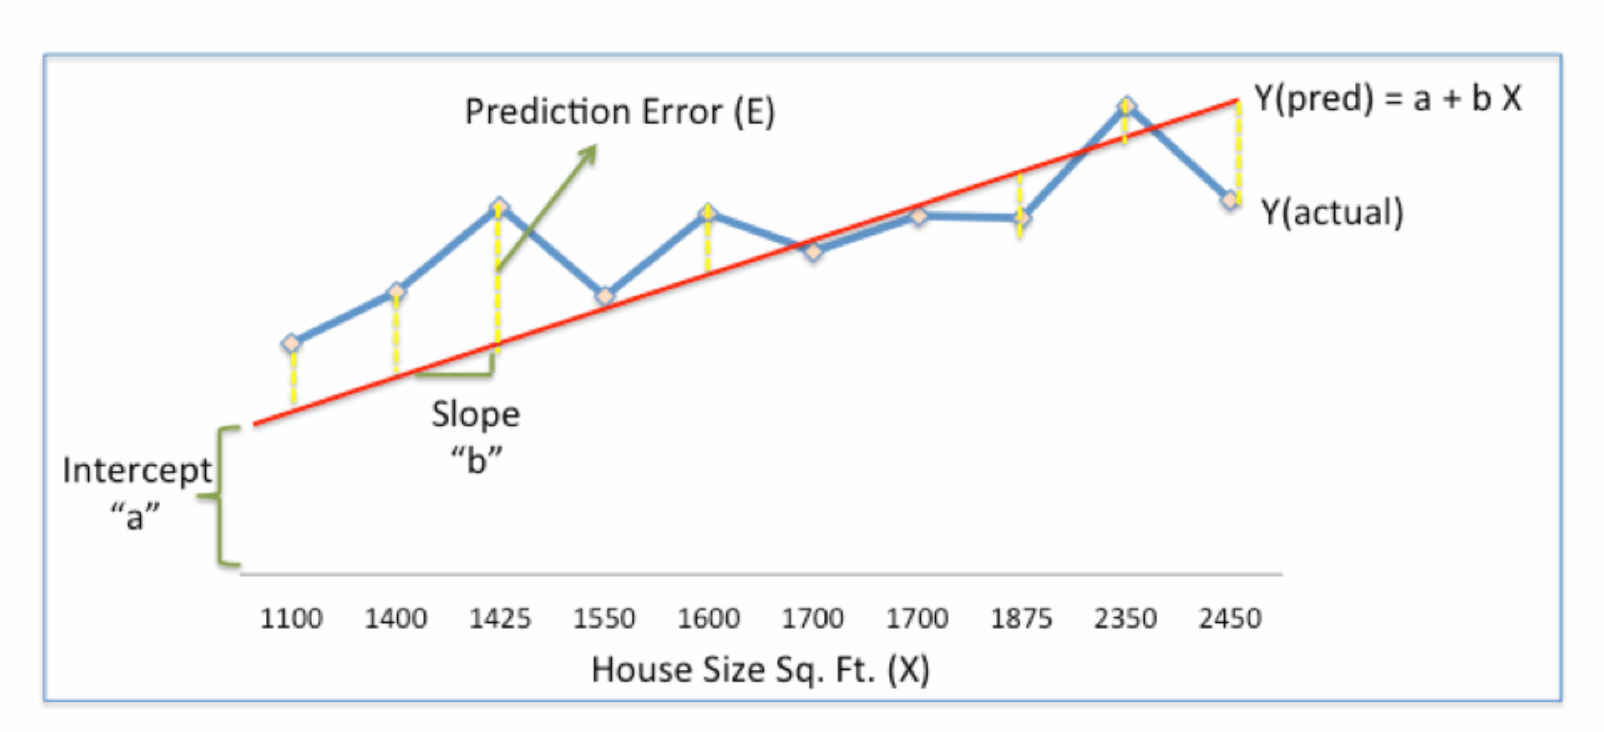 Prediction Error (E)
Y(pred) = a + b X
Y(actual)
Slope
“b”
Intercept
“a”
1100 1400 1425 1550 1600 1700 1700 1875 2350 2450
House Size Sq. Ft. (X)